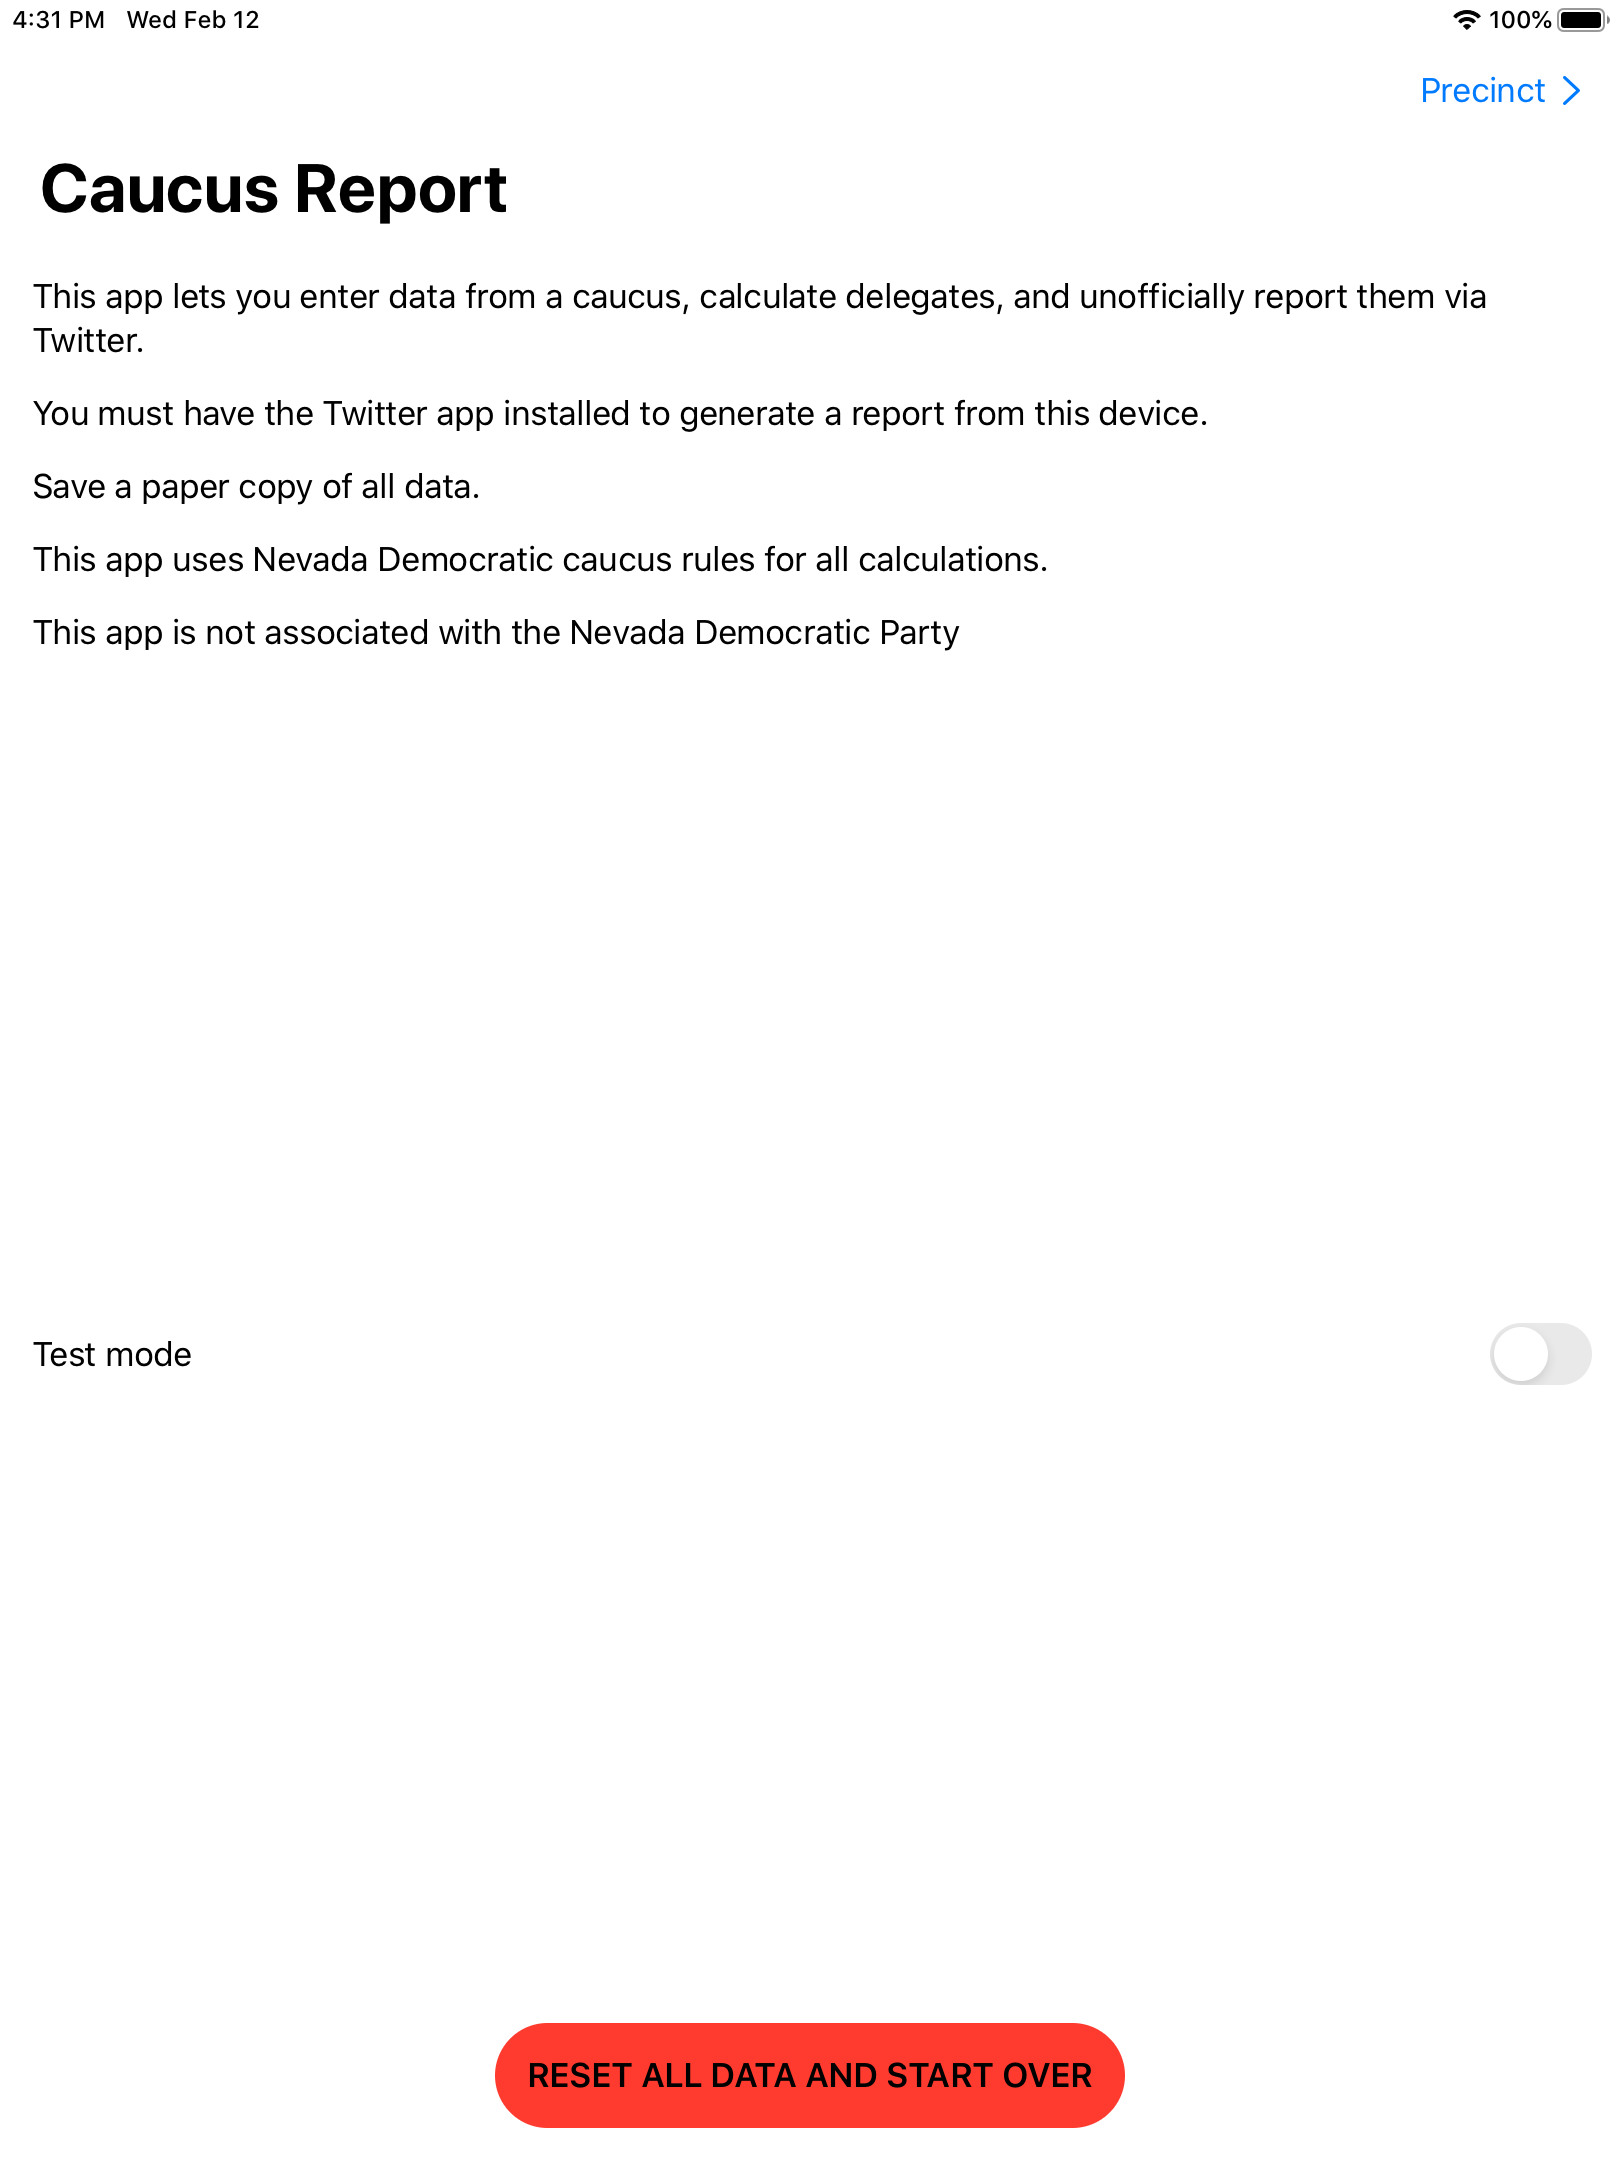 4:31 PM Wed Feb 12 100%
Precinct
Caucus Report
This app lets you enter data from a caucus, calculate delegates, and unofficially report them via
Twitter.
You must have the Twitter app installed to generate a report from this device.
Save a paper copy of all data.
This app uses Nevada Democratic caucus rules for all calculations.
This app is not associated with the Nevada Democratic Party
Test mode
RESET ALL DATA AND START OVER